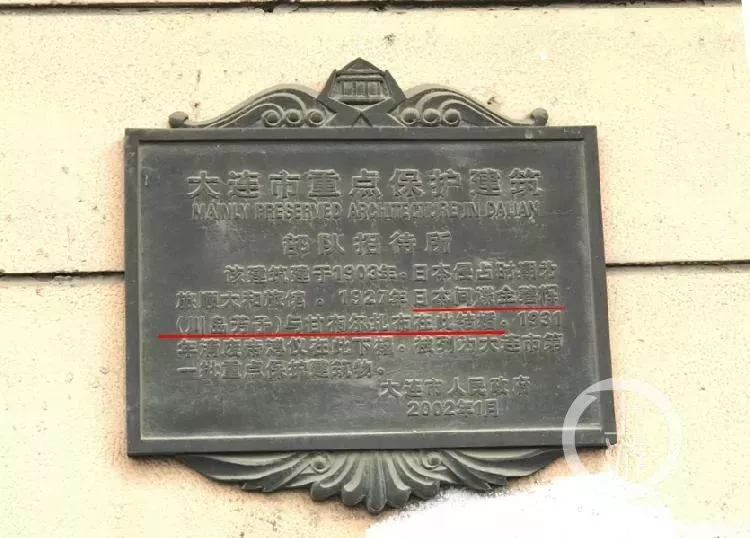 大连市重点保护建筑
MAINLY PRESERVED ARCHITECTURE IN DALIAN
部队招待所
该建筑建于1903年。日本侵占时期为
旅顺大和旅馆。1927年日本间谍金碧辉
(川岛芳子)与甘布尔扎布在此结婚。1931
年清废帝溥仪在此下榻。被列为大连市第
一批重点保护建筑物。
大连市人民政府
2002年1月